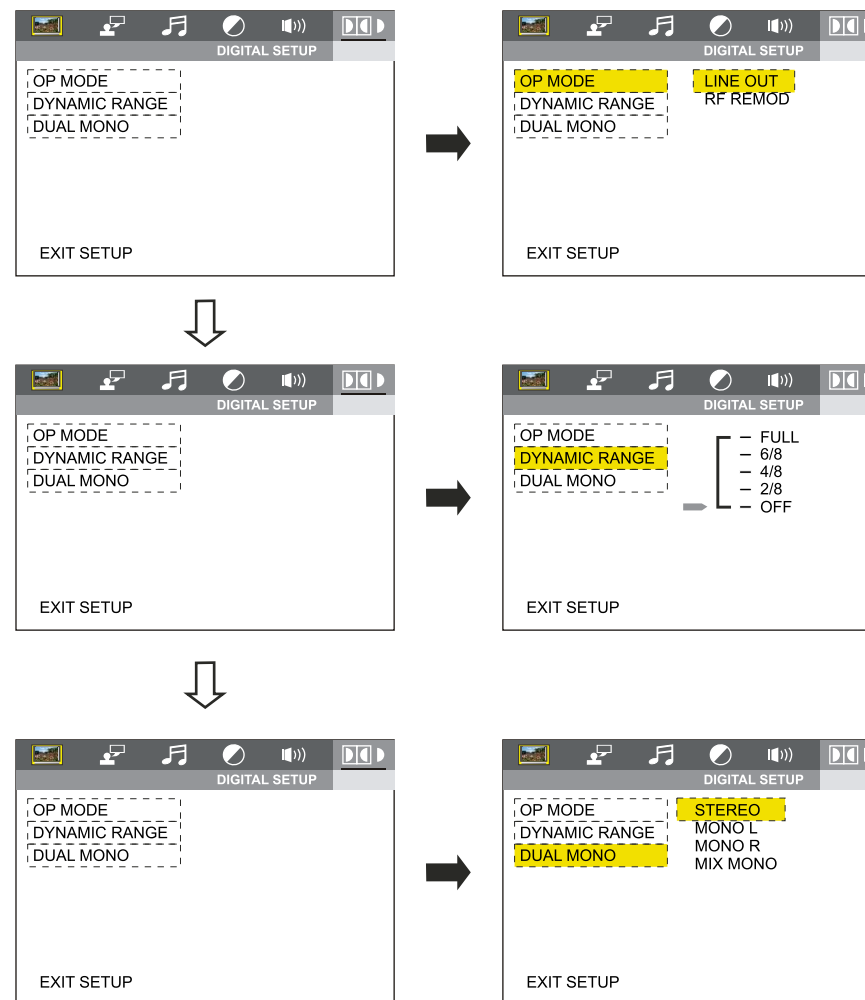 DIGITAL SETUP
OP MODE
DYNAMIC RANGE
DUAL MONO
EXIT SETUP
DIGITAL SETUP
OP MODE
LINE OUT
DYNAMIC RANGE
RF REMOD
DUAL MONO
EXIT SETUP
DIGITAL SETUP
OP MODE
DYNAMIC RANGE
DUAL MONO
EXIT SETUP
DIGITAL SETUP
OP MODE
DYNAMIC RANGE
DUAL MONO
FULL
6/8
4/8
2/8
OFF
EXIT SETUP
DIGITAL SETUP
OP MODE
DYNAMIC RANGE
DUAL MONO
EXIT SETUP
DIGITAL SETUP
OP MODE
DYNAMIC RANGE
DUAL MONO
STEREO
MONO L
MONO R
MIX MONO
EXIT SETUP